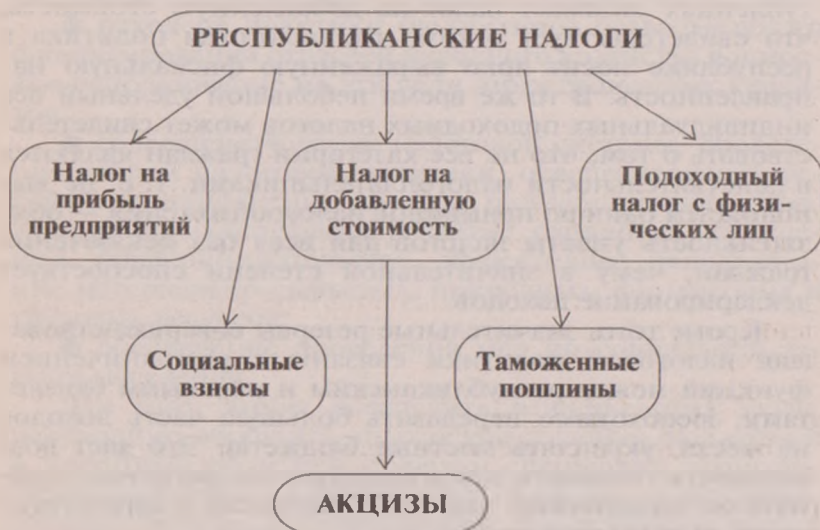 РЕСПУБЛИКАНСКИЕ НАЛОГИ
Налог на
прибыль
предприятий
Налог на
добавленную
стоимость
Подоходный
налог с физи-
ческих лиц
Социальные
взносы
Таможенные
пошлины
АКЦИЗЫ